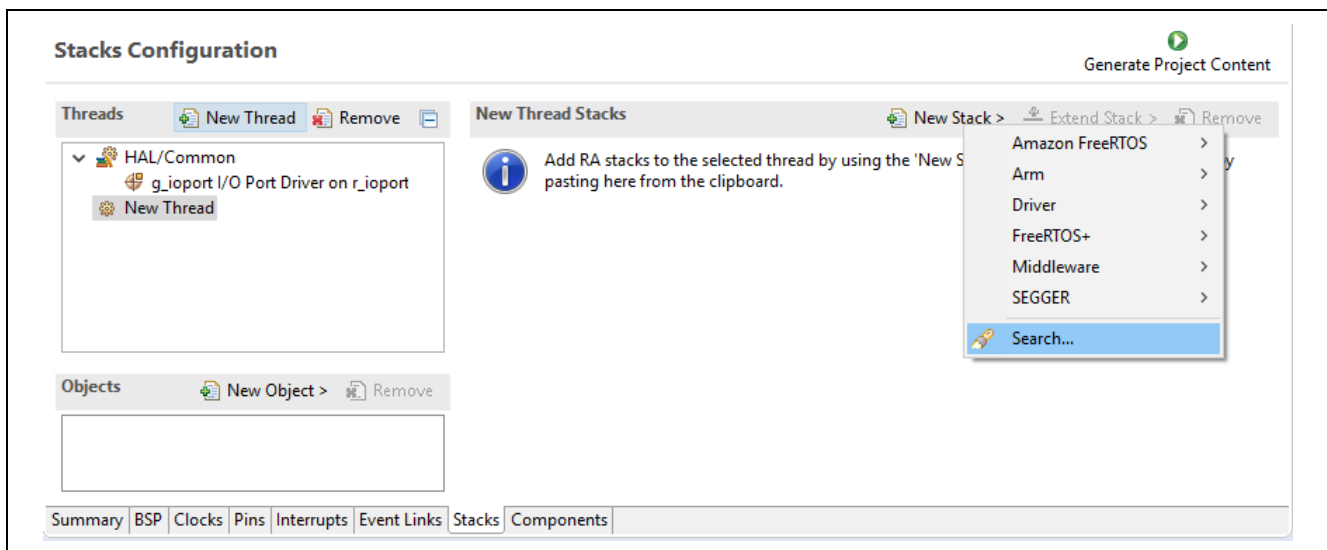 Stacks Configuration
Generate Project Content
Threads
New Thread
Remove
HAL/Common
g_ioport I/O Port Driver on r_ioport
New Thread
New Thread Stacks
New Stack >
Extend Stack >
Remove
Add RA stacks to the selected thread by using the 'New S
y
pasting here from the clipboard.
Amazon FreeRTOS
Arm
Driver
FreeRTOS+
Middleware
SEGGER
Search...
Objects
New Object >
Remove
Summary BSP Clocks Pins Interrupts Event Links Stacks Components